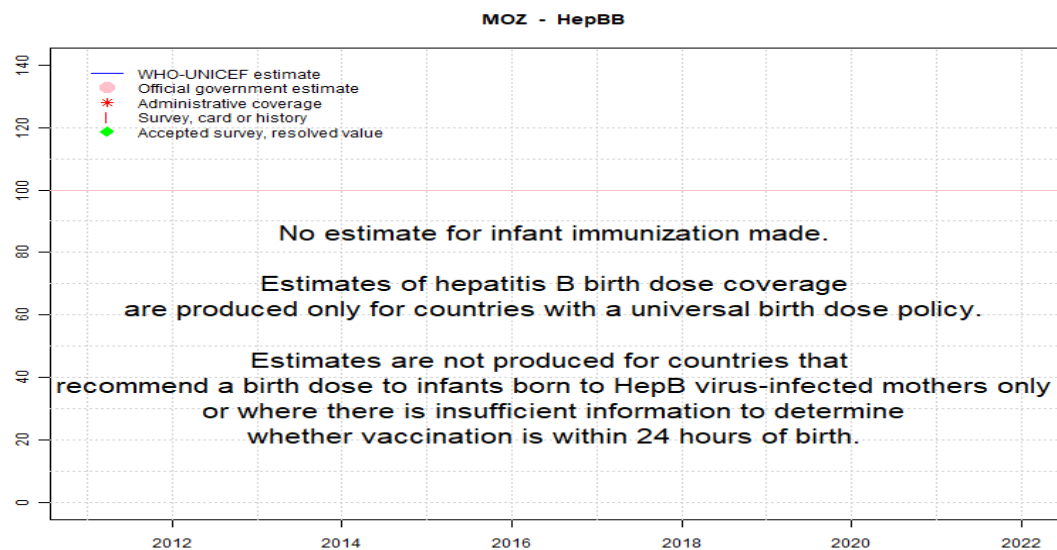 MOZ - HepBB
140
120
100
80
60
40
20
0
WHO-UNICEF estimate
Official government estimate
Administrative coverage
Survey, card or history
Accepted survey, resolved value
No estimate for infant immunization made.
Estimates of hepatitis B birth dose coverage
are produced only for countries with a universal birth dose policy.
Estimates are not produced for countries that
recommend a birth dose to infants born to HepB virus-infected mothers only
or where there is insufficient information to determine
whether vaccination is within 24 hours of birth.
2012 2014 2016 2018 2020 2022